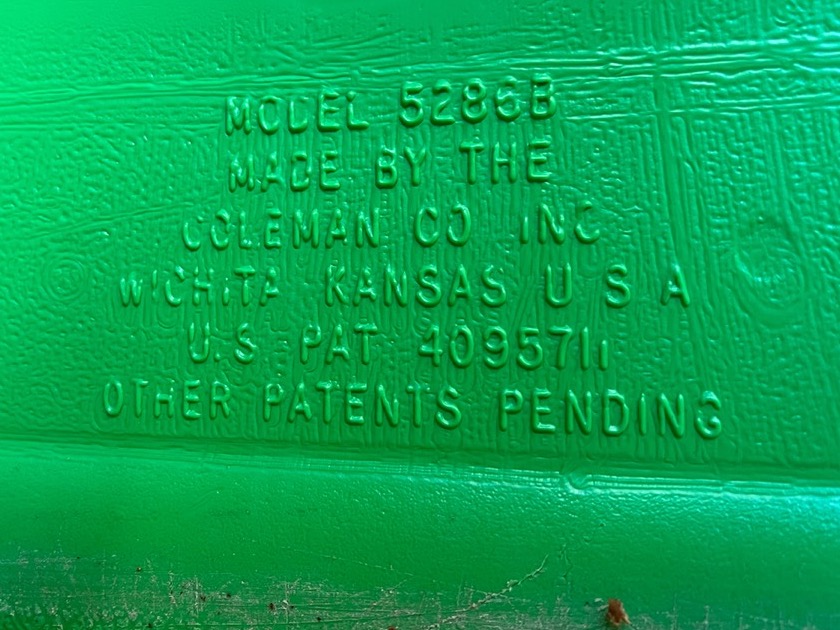 MODEL 5286B
MADE BY THE
COLEMAN CO INC
WICHITA KANSAS U S A
U.S PAT 4095711
OTHER PATENTS PENDING